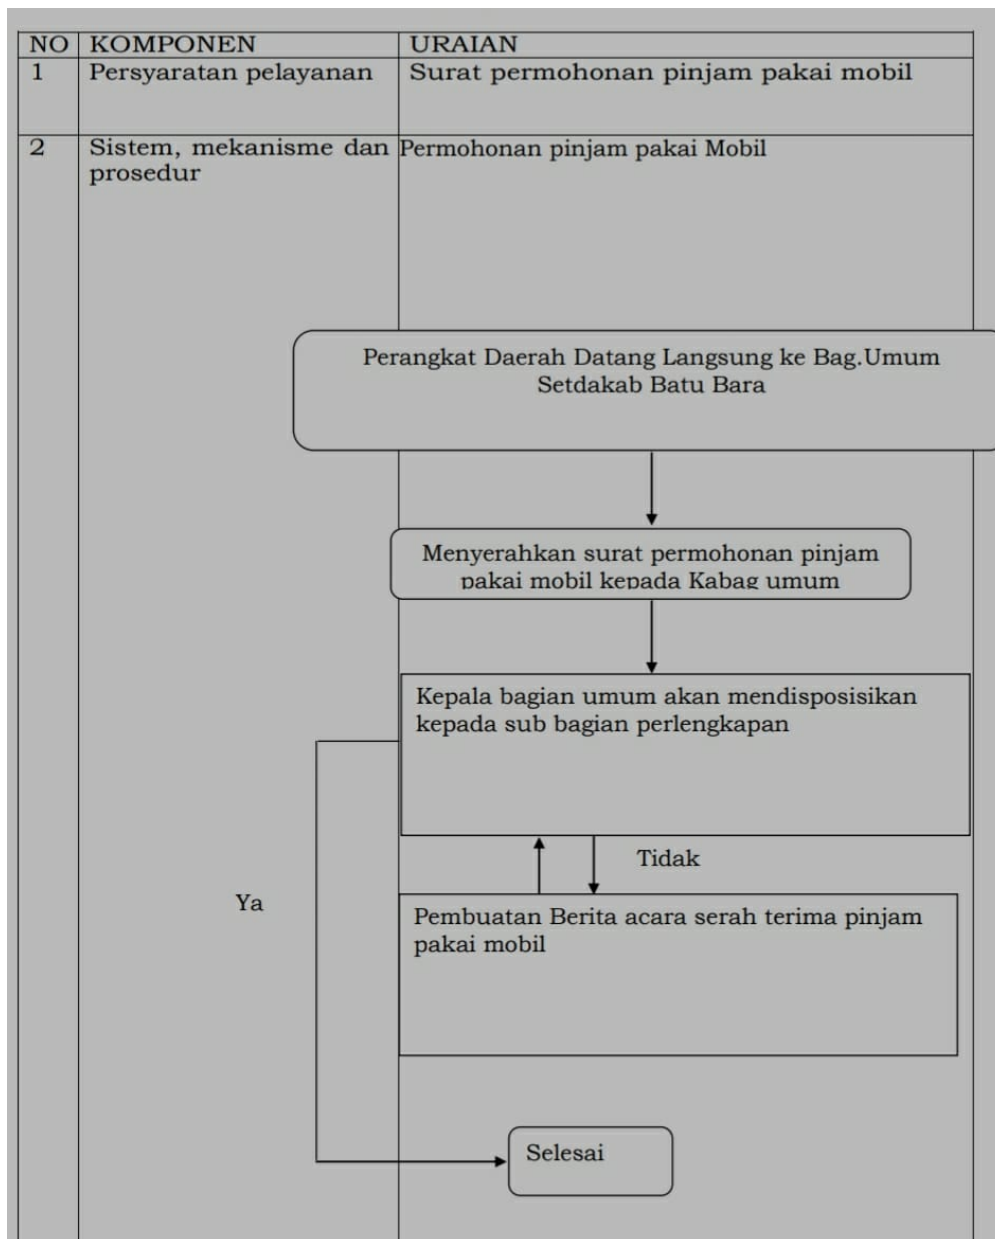 NO KOMPONEN URAIAN
1 Persyaratan pelayanan Surat permohonan pinjam pakai mobil
2 Sistem, mekanisme dan Permohonan pinjam pakai Mobil
prosedur
Perangkat Daerah Datang Langsung ke Bag.Umum
Setdakab Batu Bara
Menyerahkan surat permohonan pinjam
pakai mobil kepada Kabag umum
Kepala bagian umum akan mendisposisikan
kepada sub bagian perlengkapan
Tidak
Ya
Pembuatan Berita acara serah terima pinjam
pakai mobil
Selesai